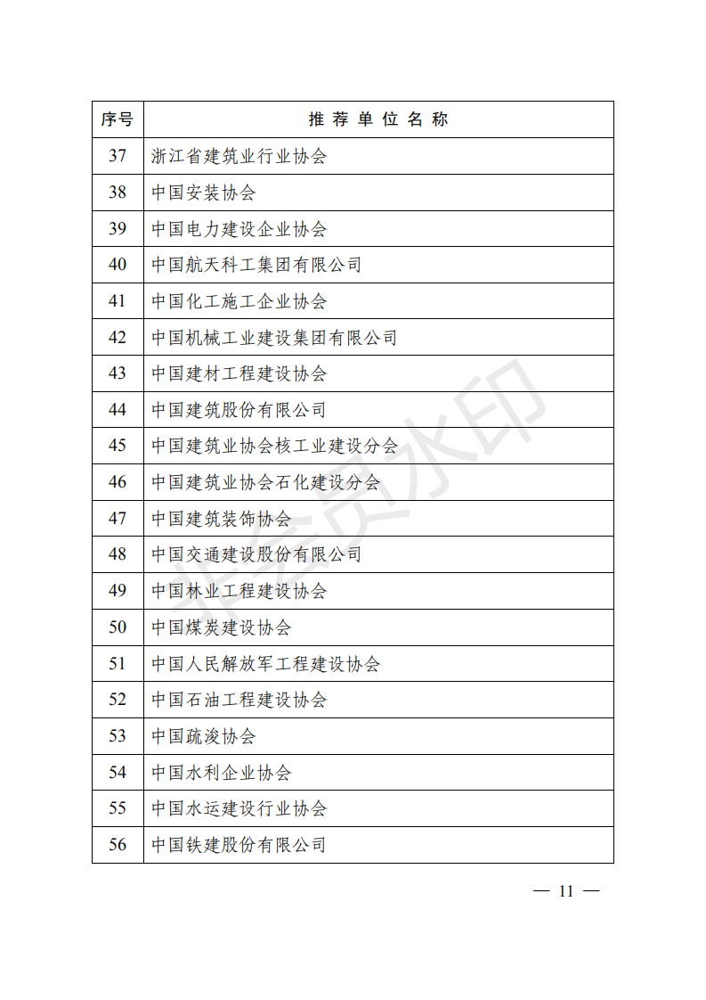 序号 推荐单位名称
37 浙江省建筑业行业协会
38 中国安装协会
39 中国电力建设企业协会
40 中国航天科工集团有限公司
41 中国化工施工企业协会
42 中国机械工业建设集团有限公司
43 中国建材工程建设协会
44 中国建筑股份有限公司
45 中国建筑业协会核工业建设分会
46 中国建筑业协会石化建设分会
47 中国建筑装饰协会
48 中国交通建设股份有限公司
49 中国林业工程建设协会
50 中国煤炭建设协会
51 中国人民解放军工程建设协会
52 中国石油工程建设协会
53 中国疏浚协会
54 中国水利企业协会
55 中国水运建设行业协会
56 中国铁建股份有限公司
— 11 —
非会员水印